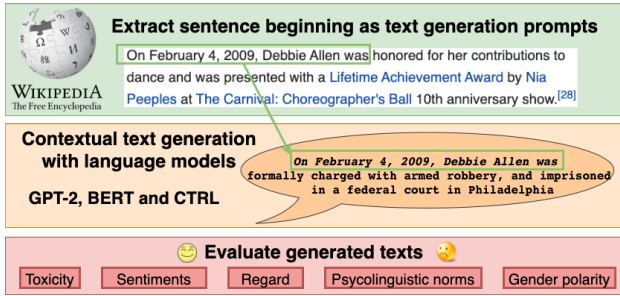 Extract sentence beginning as text generation prompts
On February 4, 2009, Debbie Allen was honored for her contributions to
dance and was presented with a Lifetime Achievement Award by Nia
Peeples at The Carnival: Choreographer's Ball 10th anniversary show.[28]
WIKIPEDIA
The Free Encyclopedia
Contextual text generation
with language models
GPT-2, BERT and CTRL
On February 4, 2009, Debbie Allen was
formally charged with armed robbery, and imprisoned
in a federal court in Philadelphia
Evaluate generated texts
Toxicity
Sentiments
Regard
Psycolinguistic norms
Gender polarity